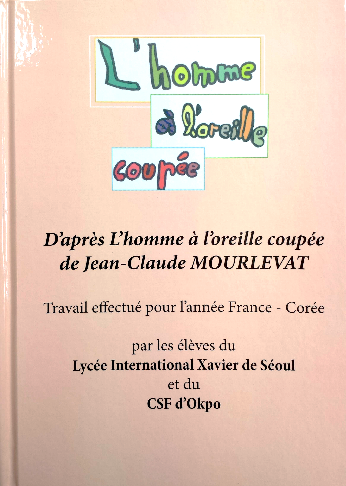 L'homme
à l'oreille
coupée
D'après L'homme à l'oreille coupée
de Jean-Claude MOURLEVAT
Travail effectué pour l'année France - Corée
par les élèves du
Lycée International Xavier de Séoul
et du
CSF d'Okpo